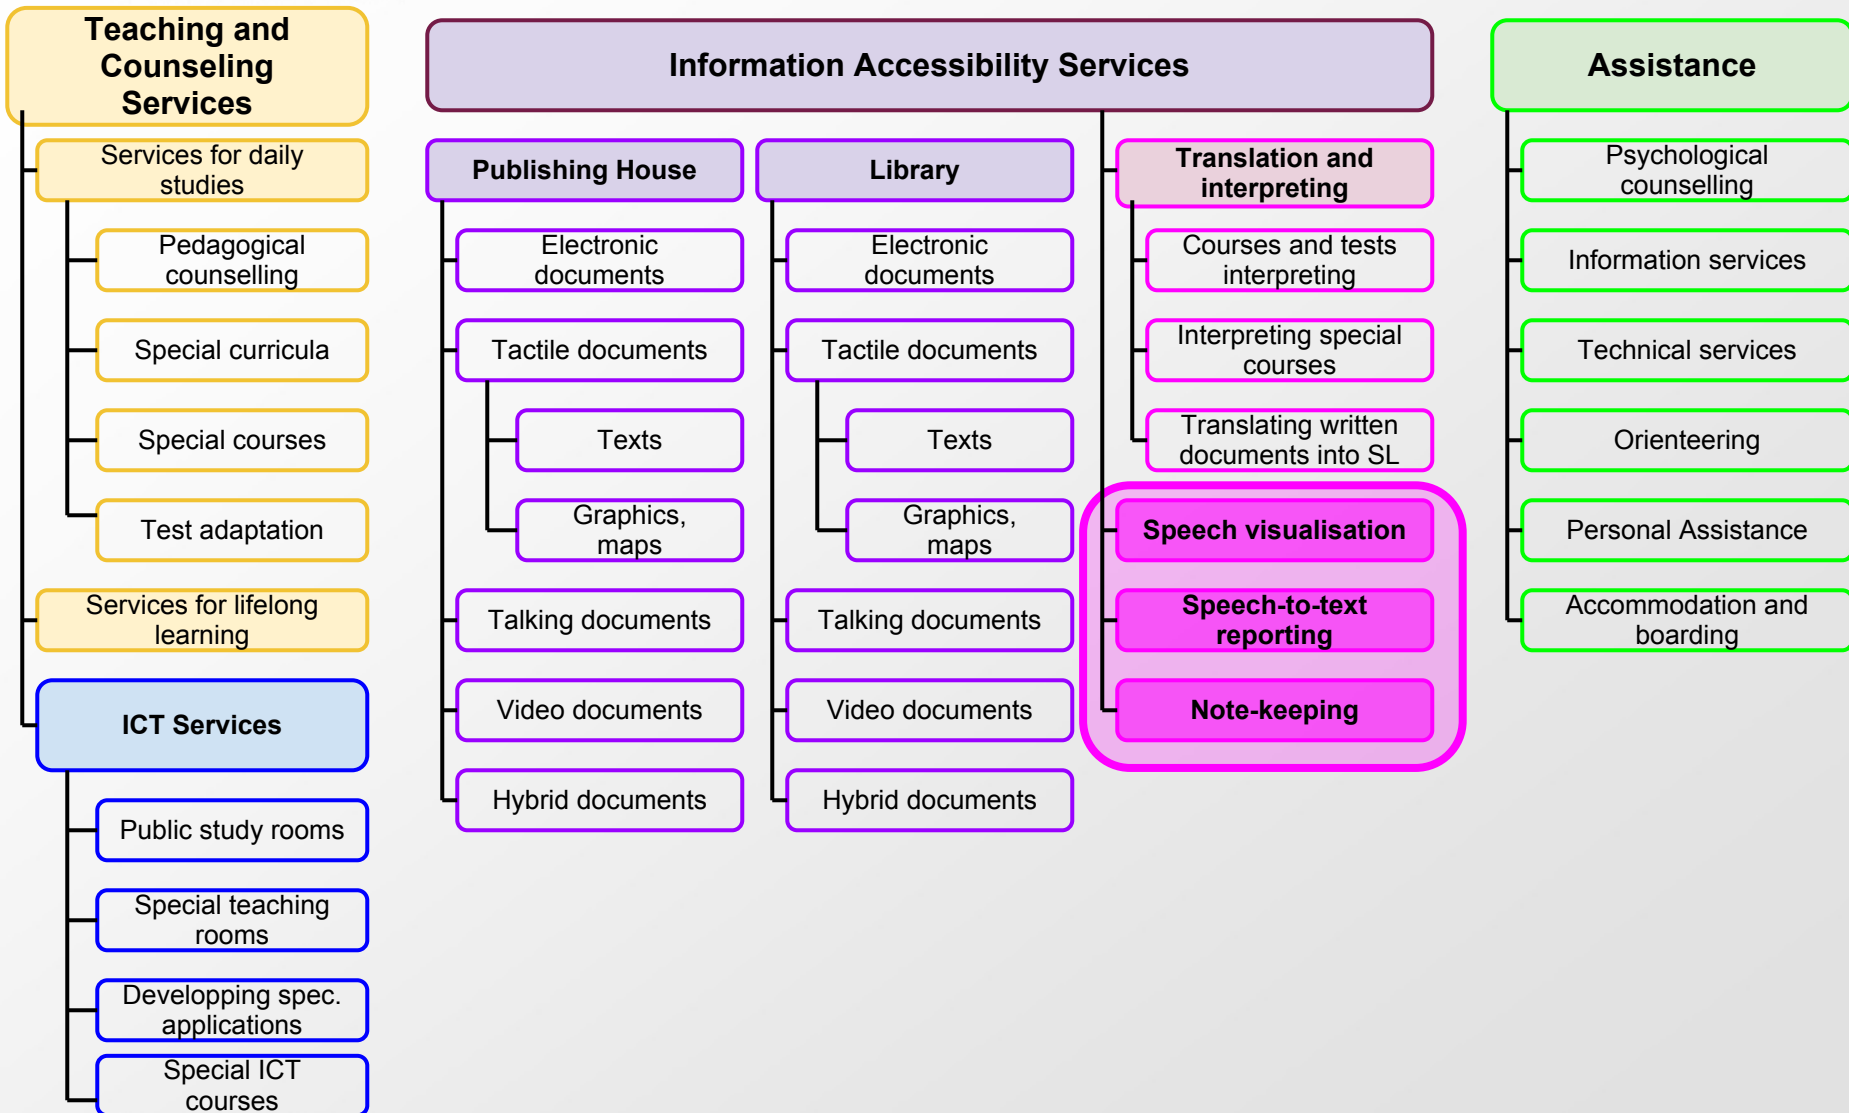 Teaching and
Counseling
Services
Services for daily
studies
Pedagogical
counselling
Special curricula
Special courses
Test adaptation
Services for lifelong
learning
ICT Services
Public study rooms
Special teaching
rooms
Developping spec.
applications
Special ICT
courses
Information Accessibility Services
Publishing House
Electronic
documents
Tactile documents
Texts
Graphics,
maps
Talking documents
Video documents
Hybrid documents
Library
Electronic
documents
Tactile documents
Texts
Graphics,
maps
Talking documents
Video documents
Hybrid documents
Translation and
interpreting
Courses and tests
interpreting
Interpreting special
courses
Translating written
documents into SL
Speech visualisation
Speech-to-text
reporting
Note-keeping
Assistance
Psychological
counselling
Information services
Technical services
Orienteering
Personal Assistance
Accommodation and
boarding